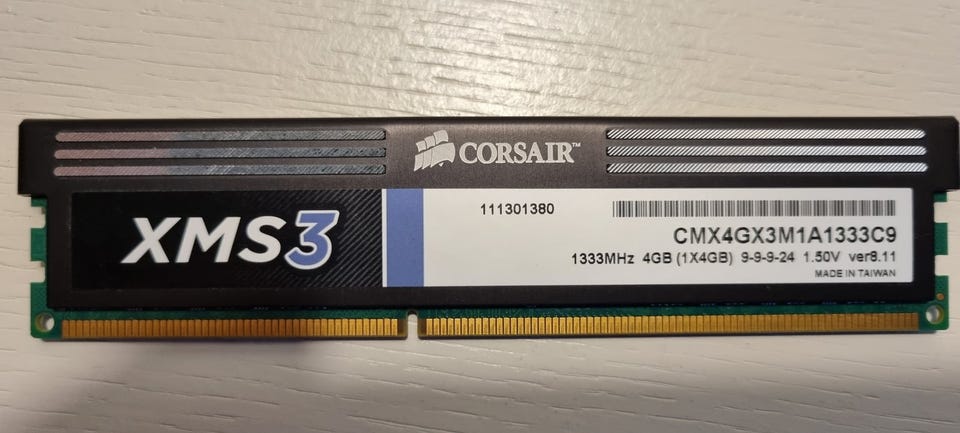 CORSAIR™
XMS3
111301380
CMX4GX3M1A1333C9
1333MHz 4GB (1X4GB) 9-9-9-24 1.50V ver8.11
MADE IN TAIWAN